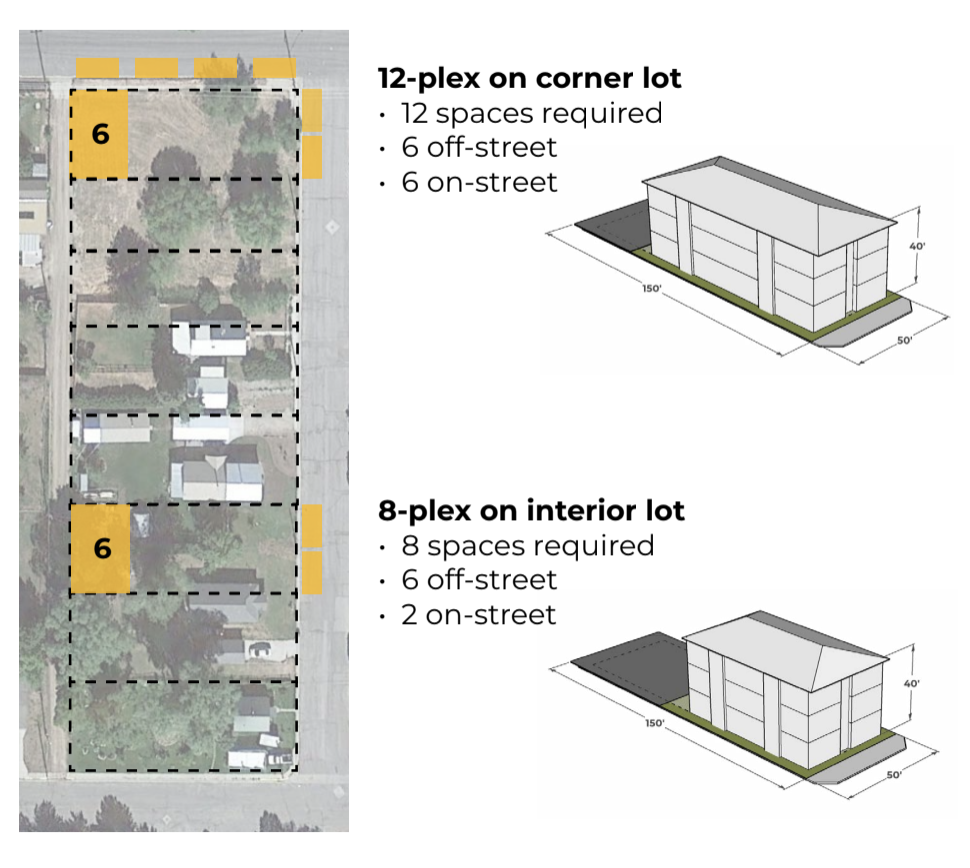 6
12-plex on corner lot
• 12 spaces required
• 6 off-street
• 6 on-street
40'
150'
50'
6
8-plex on interior lot
• 8 spaces required
• 6 off-street
• 2 on-street
40'
150'
50'